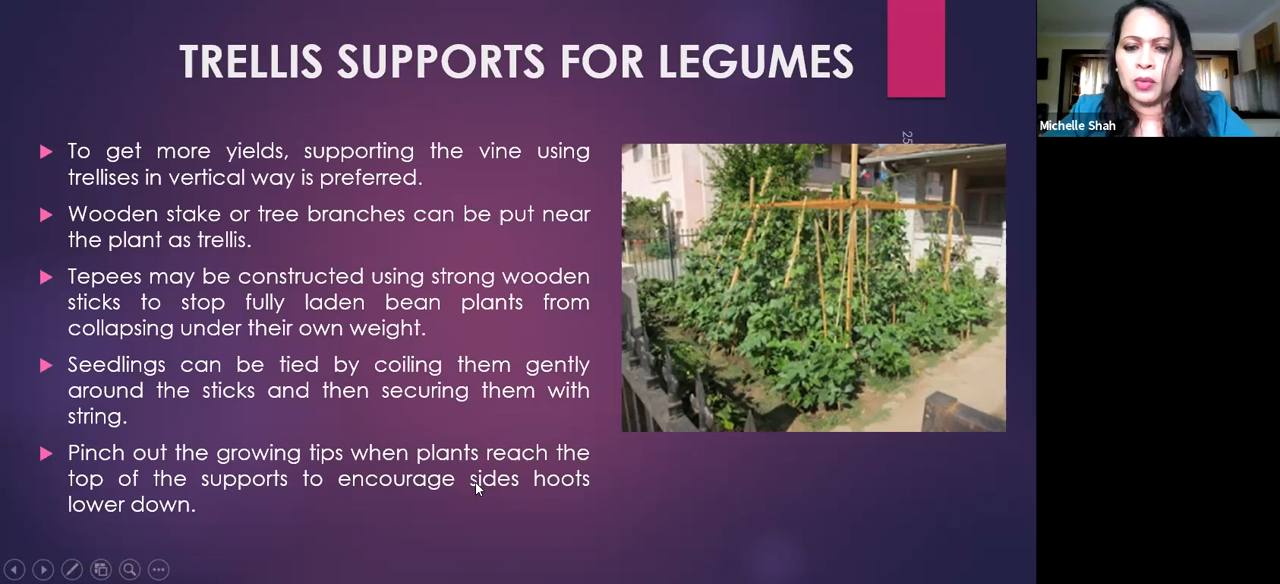 TRELLIS SUPPORTS FOR LEGUMES
25
To get more yields, supporting the vine using
trellises in vertical way is preferred.
Wooden stake or tree branches can be put near
the plant as trellis.
Tepees may be constructed using strong wooden
sticks to stop fully laden bean plants from
collapsing under their own weight.
Seedlings can be tied by coiling them gently
around the sticks and then securing them with
string.
Pinch out the growing tips when plants reach the
top of the supports to encourage sides hoots
lower down.
Michelle Shah